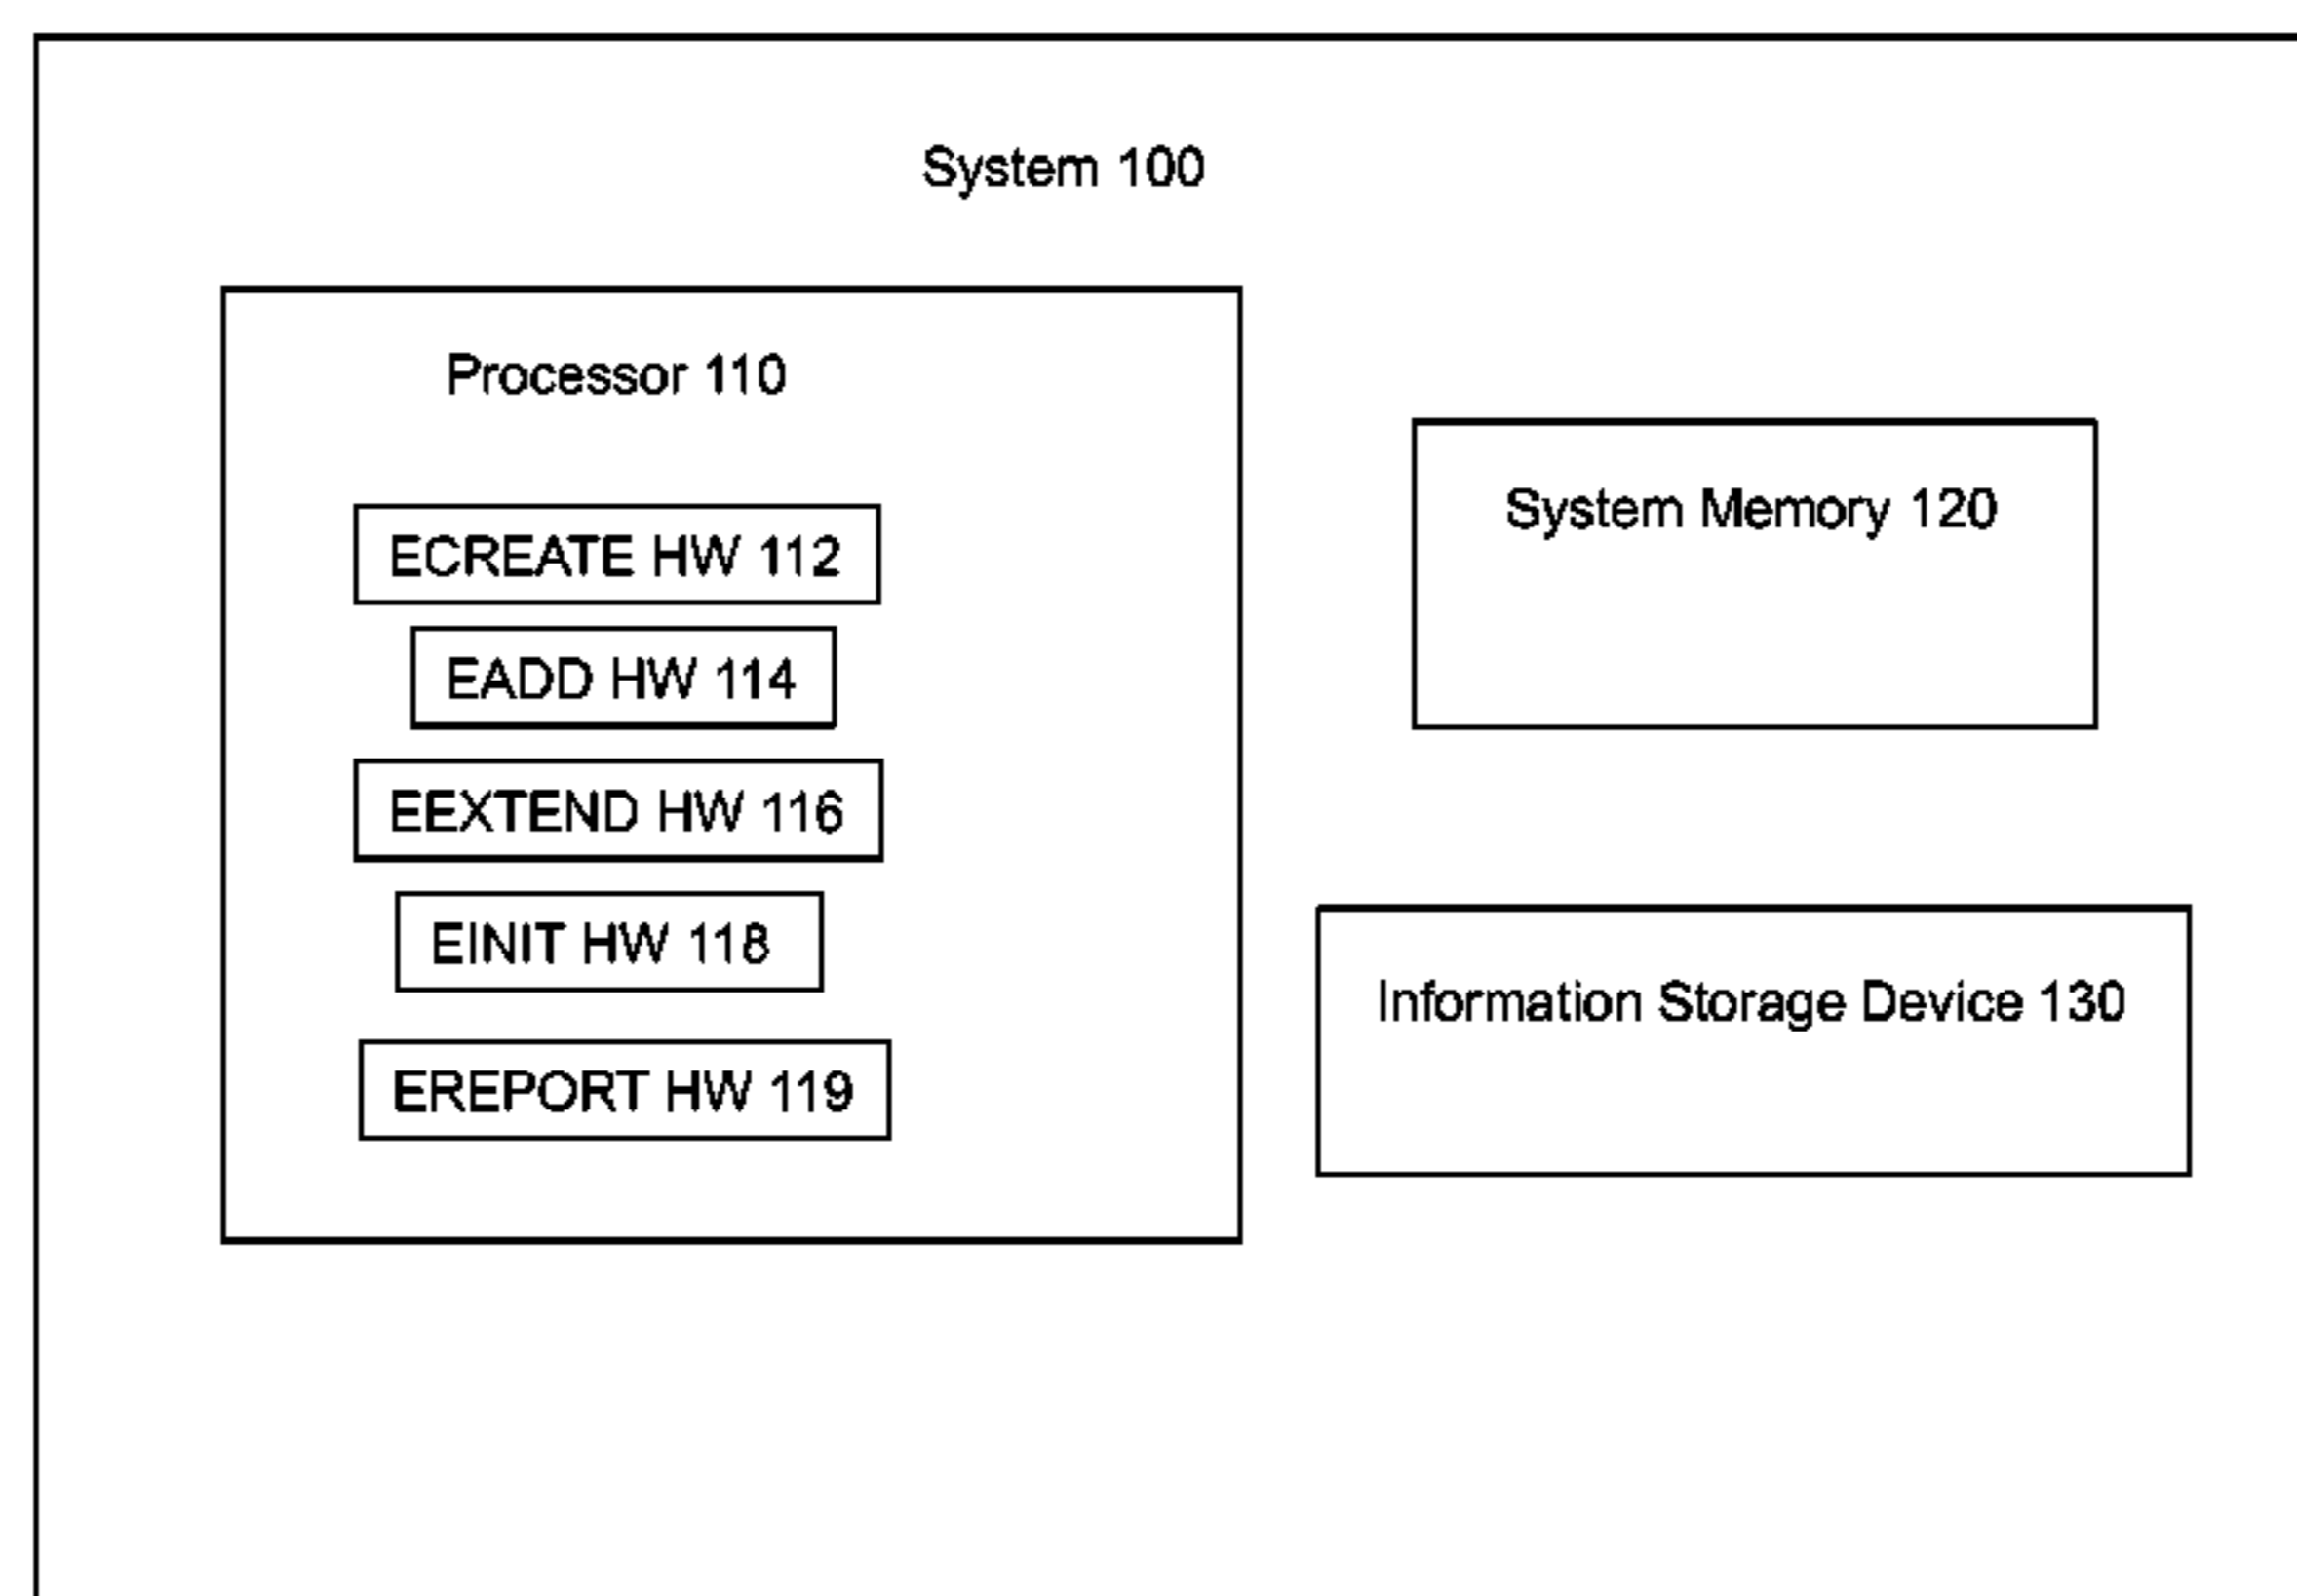 System 100
Processor 110
ECREATE HW 112
EADD HW 114
EEXTEND HW 116
EINIT HW 118
EREPORT HW 119
System Memory 120
Information Storage Device 130